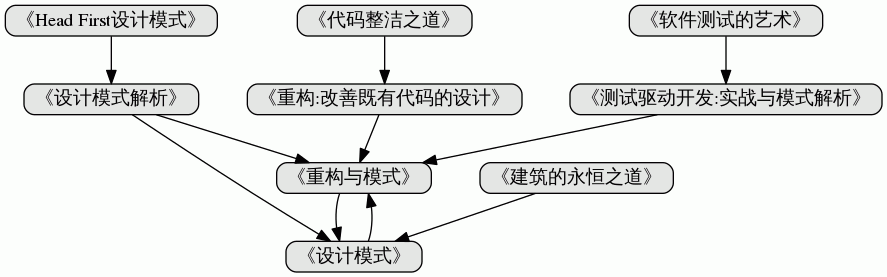 《Head First设计模式》
《代码整洁之道》
《软件测试的艺术》
《设计模式解析》
《重构:改善既有代码的设计》
《测试驱动开发:实战与模式解析》
《重构与模式》
《建筑的永恒之道》
《设计模式》